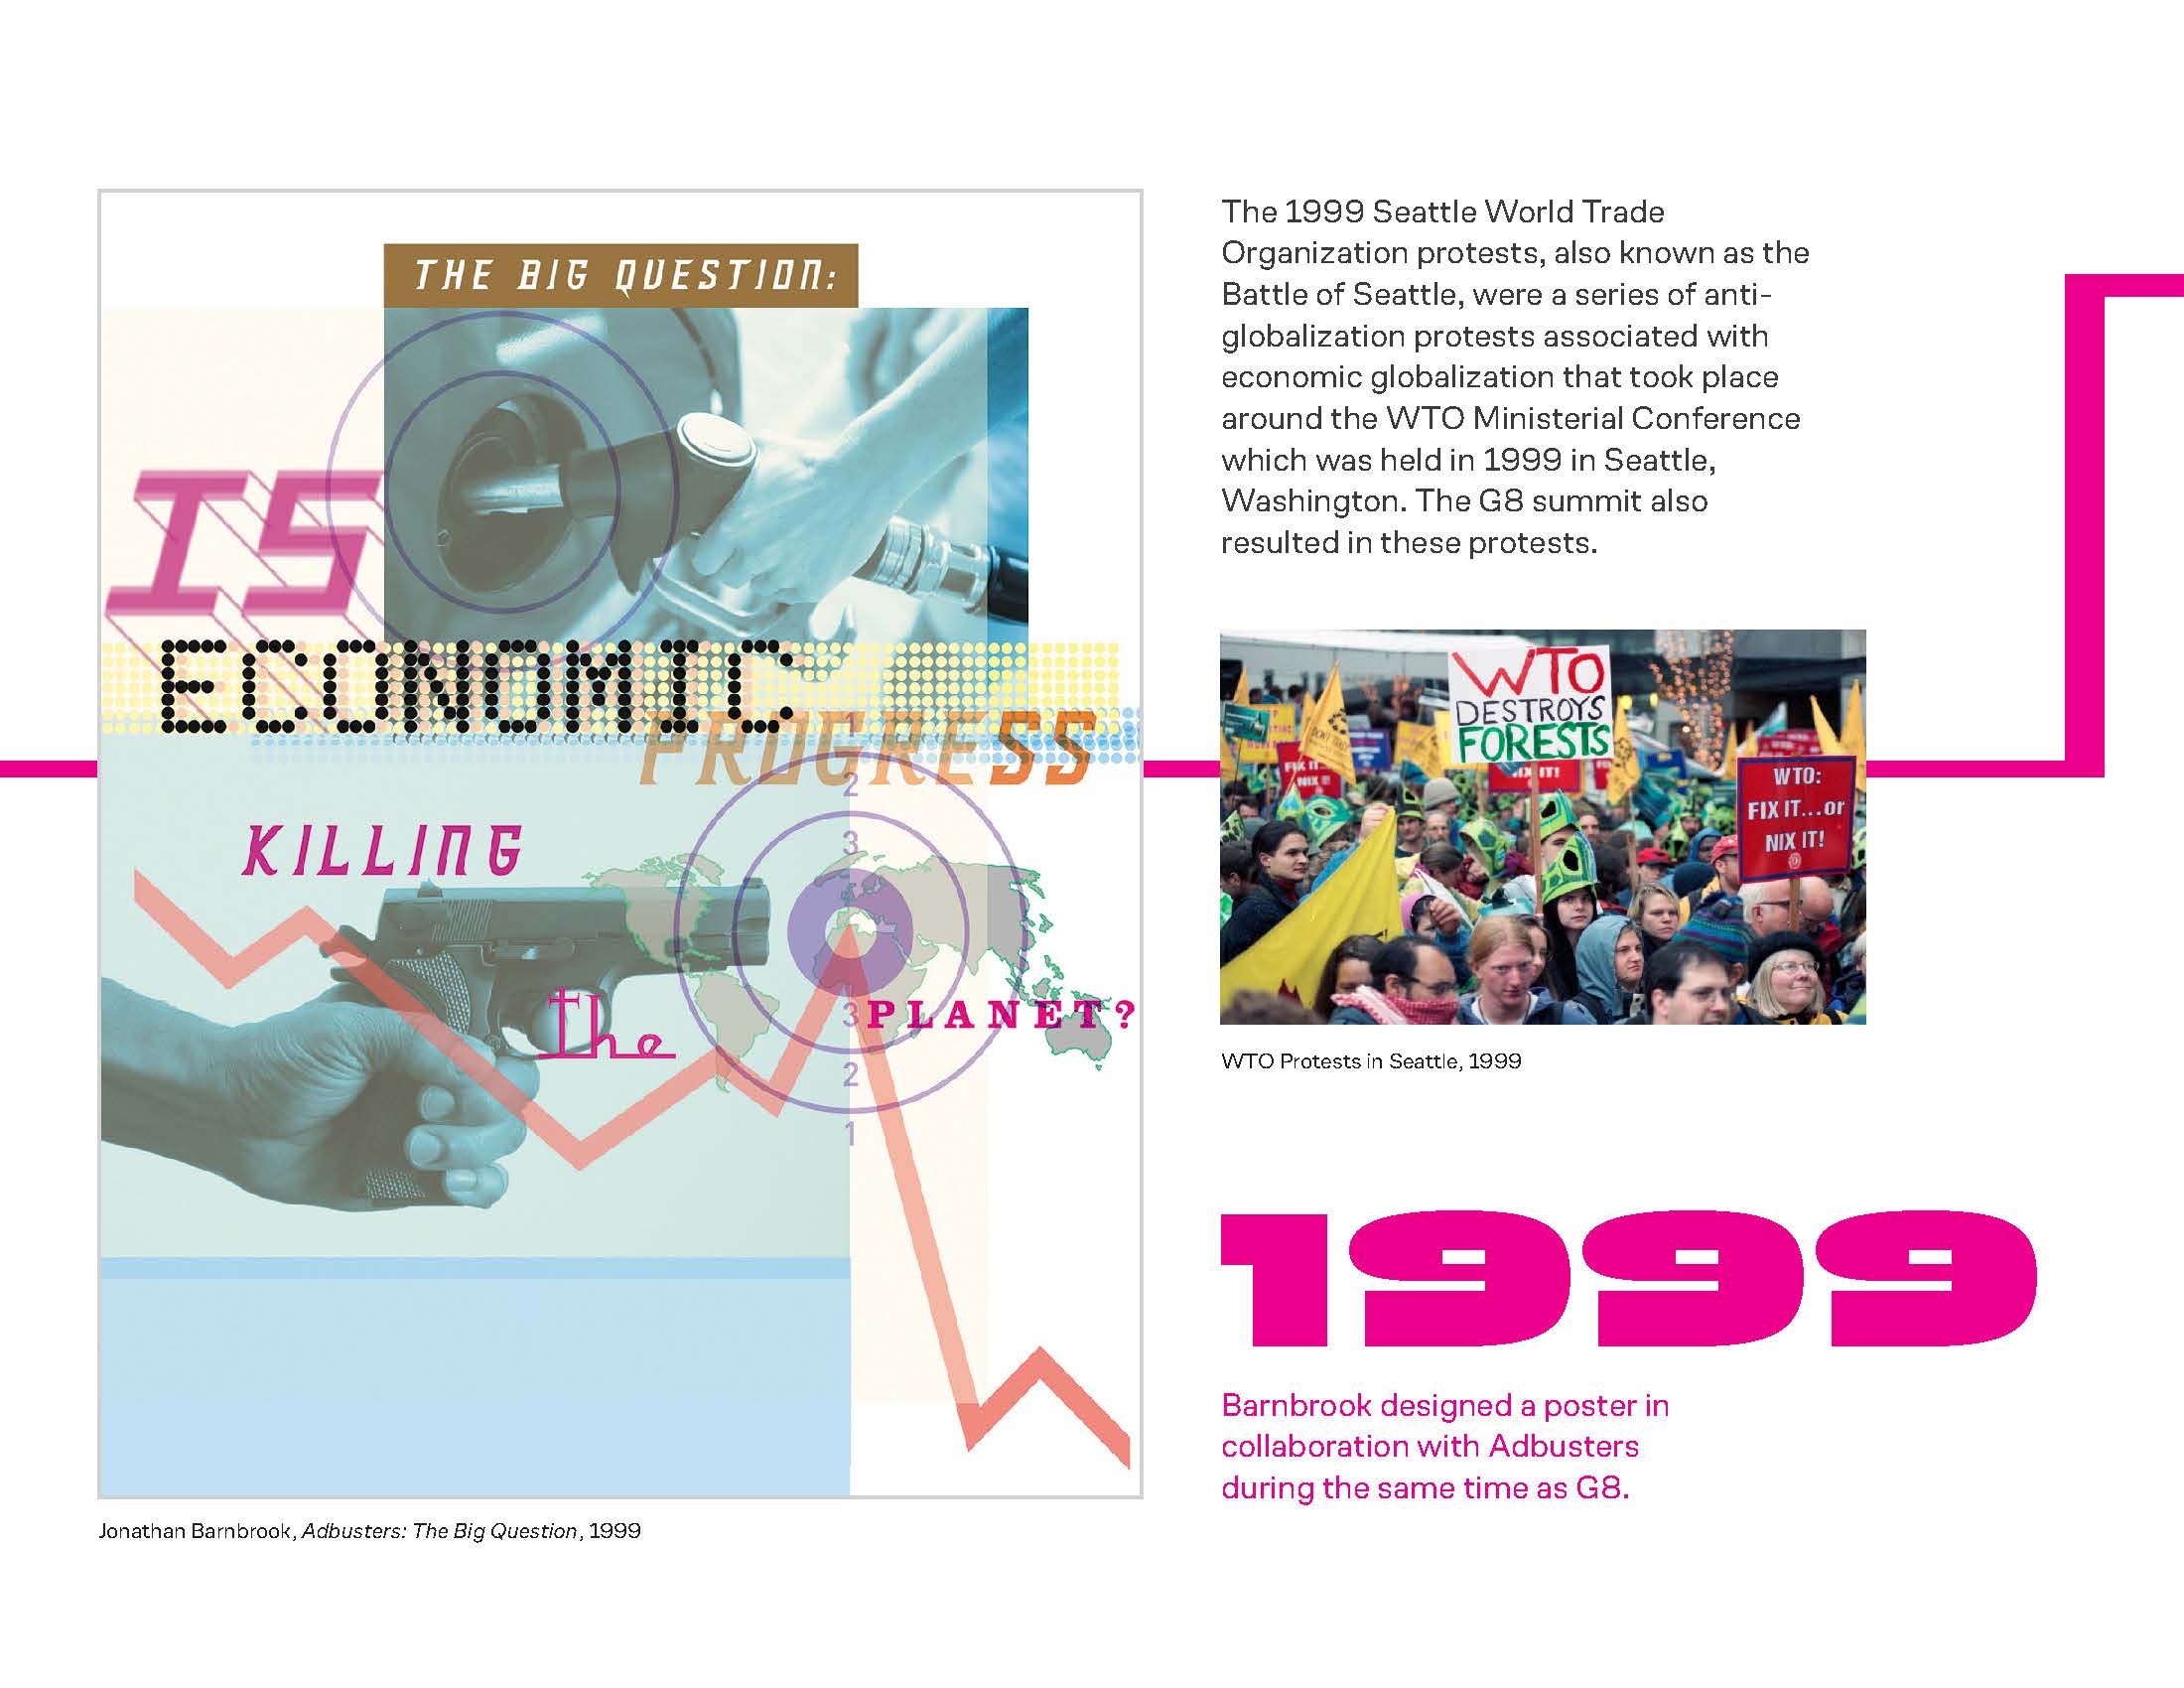 THE BIG QUESTION:
IS
ECONOMIC
PROGRESS
KILLING
the
PLANET?
1
2
3
3
2
1
Jonathan Barnbrook, Adbusters: The Big Question, 1999
The 1999 Seattle World Trade
Organization protests, also known as the
Battle of Seattle, were a series of anti-
globalization protests associated with
economic globalization that took place
around the WTO Ministerial Conference
which was held in 1999 in Seattle,
Washington. The G8 summit also
resulted in these protests.
WTO
DESTROYS
FORESTS
FIX IT
NIX
NIX IT!
WTO:
FIX IT...or
NIX IT!
WTO Protests in Seattle, 1999
1999
Barnbrook designed a poster in
collaboration with Adbusters
during the same time as G8.